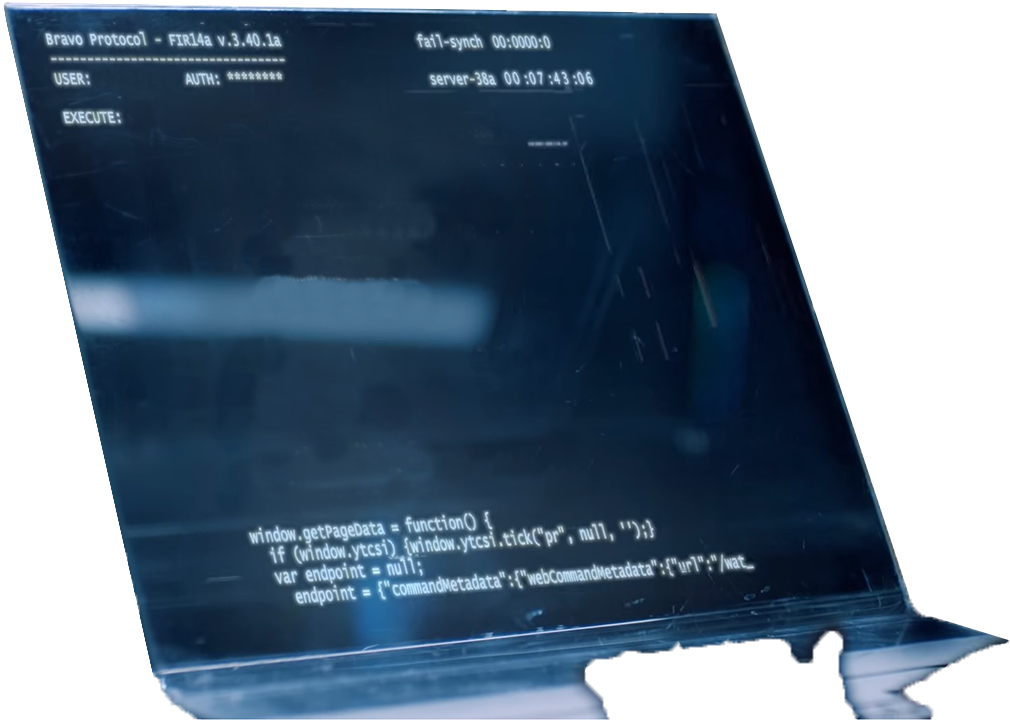 Bravo Protocol - FIR14a v.3.40.1a
--------------------------------
USER: AUTH: ********
EXECUTE:
fail-synch 00:0000:0
server-38a 00:07:43:06
window.getPageData = function() {
if (window.ytcsi) {window.ytcsi.tick("pr", null, '');}
var endpoint = null;
endpoint = {"commandMetadata":{"webCommandMetadata":{"url":"/wat_